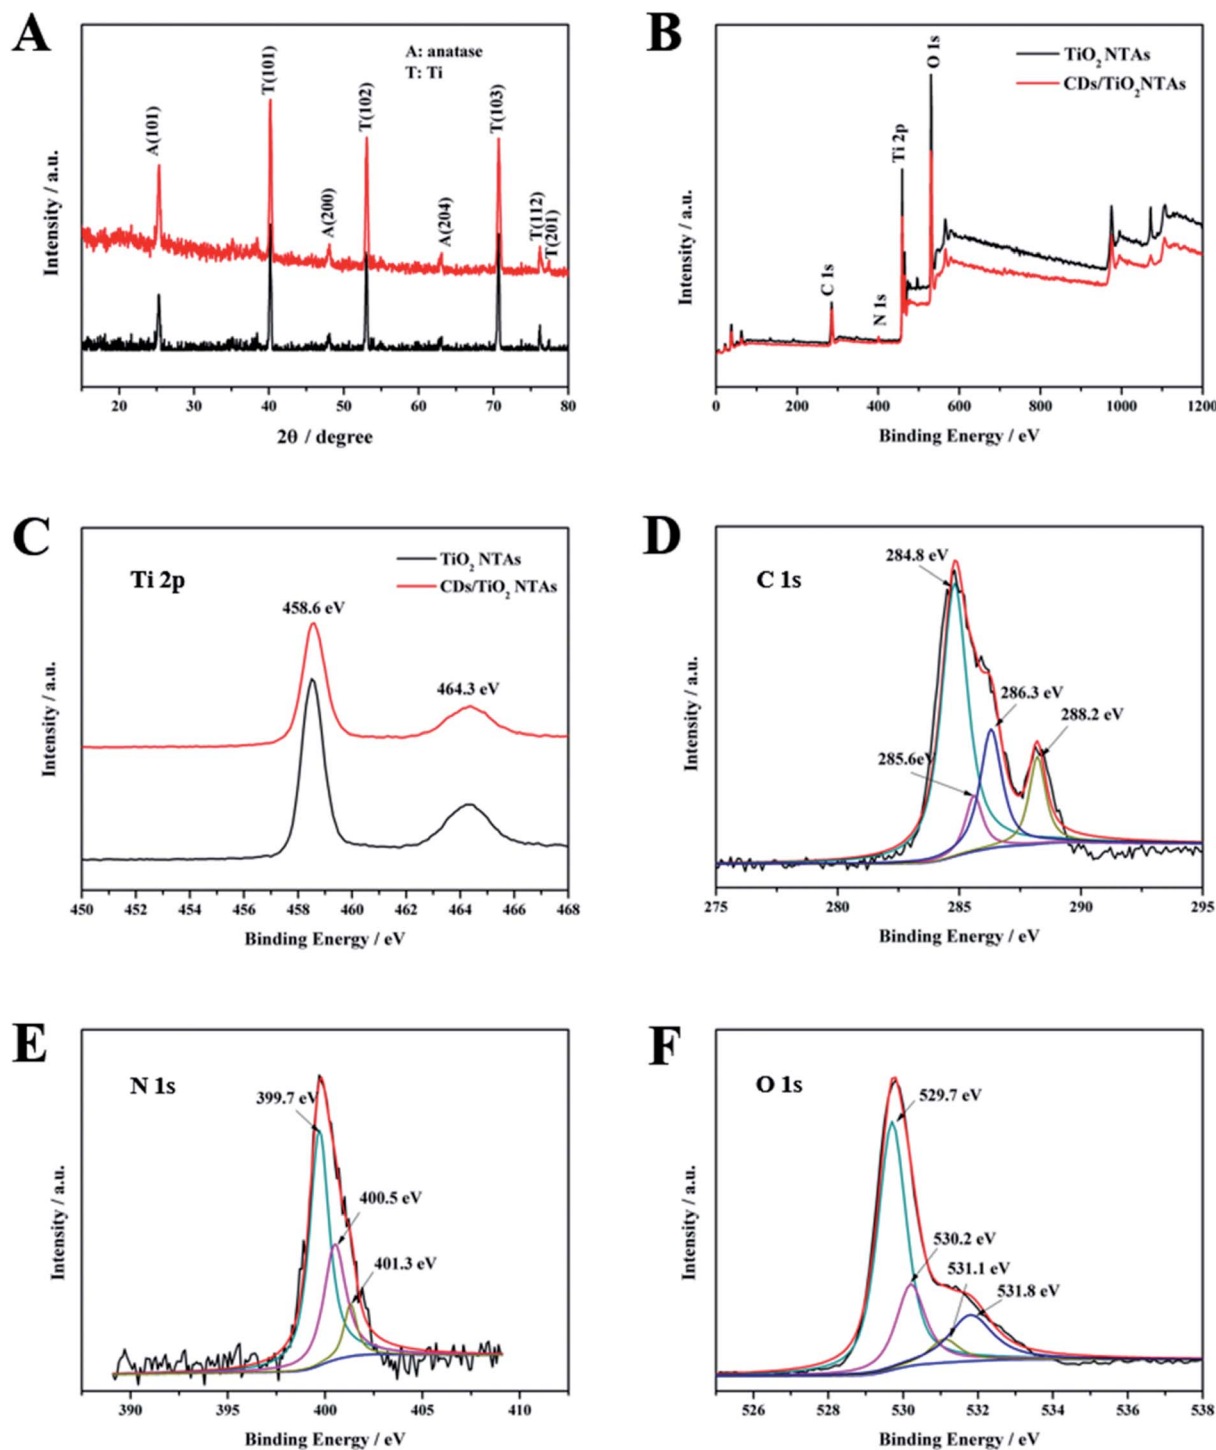 A
B
A: anatase
T: Ti
A(101)
T(101)
A(200)
T(102)
A(204)
T(103)
T(112)
T(201)
Intensity / a.u.
20 30 40 50 60 70 80
2θ / degree
TiO2 NTAs
CDs/TiO2NTAs
C 1s
N 1s
Ti 2p
O 1s
Intensity / a.u.
0 200 400 600 800 1000 1200
Binding Energy / eV
C
D
Ti 2p
TiO2 NTAs
CDs/TiO2 NTAs
458.6 eV
464.3 eV
Intensity / a.u.
450 452 454 456 458 460 462 464 466 468
Binding Energy / eV
C 1s
284.8 eV
286.3 eV
288.2 eV
285.6eV
Intensity / a.u.
275 280 285 290 295
Binding Energy / eV
E
F
N 1s
399.7 eV
400.5 eV
401.3 eV
Intensity / a.u.
390 395 400 405 410
Binding Energy / eV
O 1s
529.7 eV
530.2 eV
531.1 eV
531.8 eV
Intensity / a.u.
526 528 530 532 534 536 538
Binding Energy / eV